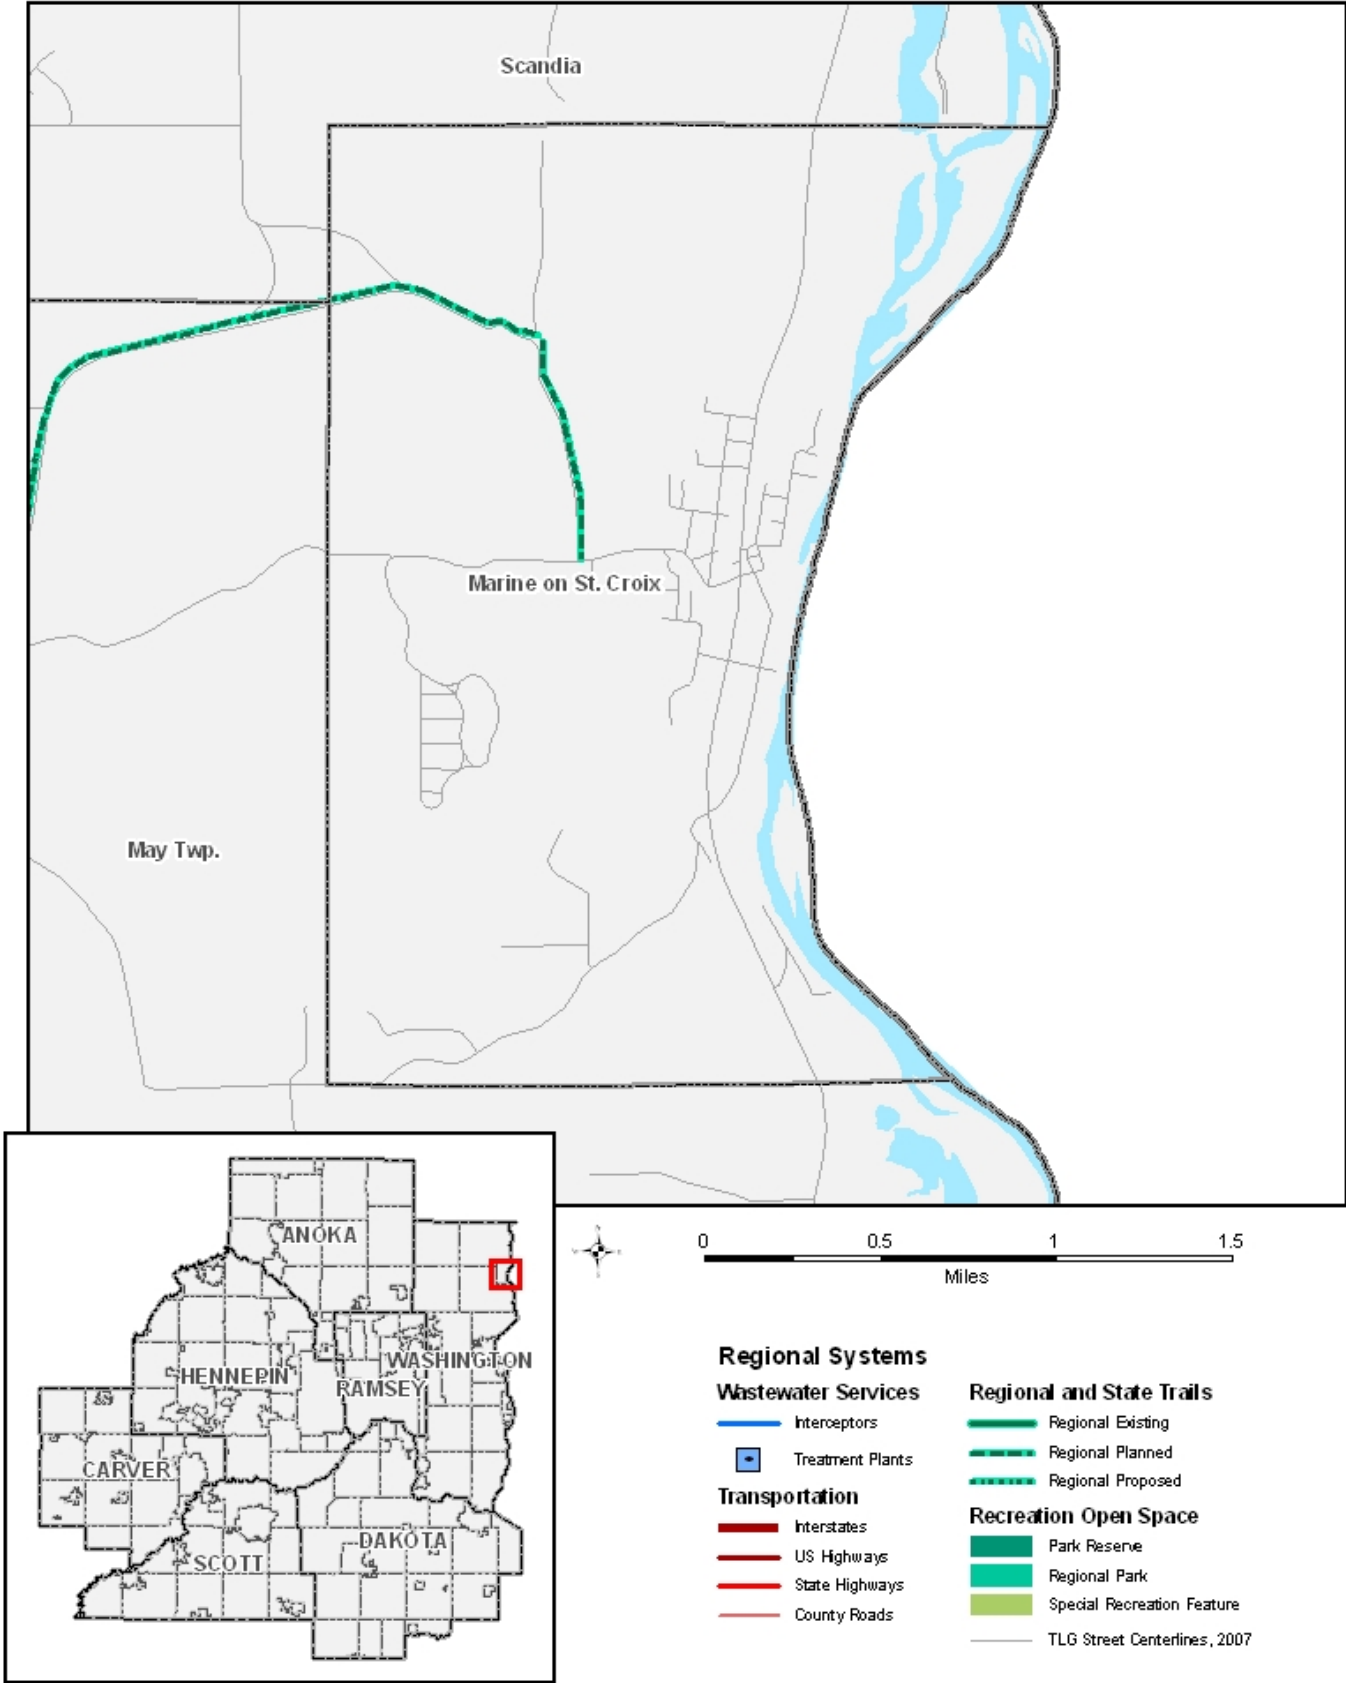 Scandia
Marine on St. Croix
May Twp.
ANOKA
WASHINGTON
HENNEPIN
RAMSEY
CARVER
DAKOTA
SCOTT
0 0.5 1 1.5
Miles
Regional Systems
Wastewater Services
Interceptors
Treatment Plants
Transportation
Interstates
US Highways
State Highways
County Roads
Regional and State Trails
Regional Existing
Regional Planned
Regional Proposed
Recreation Open Space
Park Reserve
Regional Park
Special Recreation Feature
TLG Street Centerlines, 2007